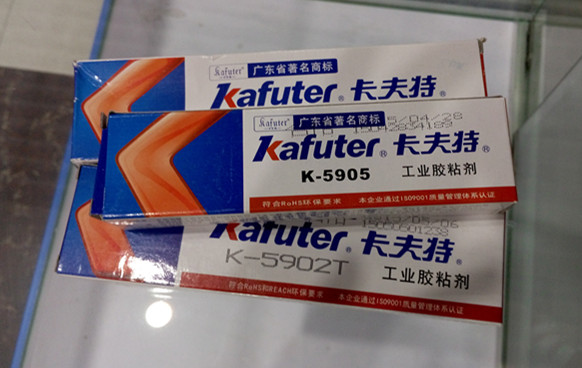 Kafuter 广东省著名商标
Kafuter® 卡夫特®
Kafuter 广东省著名商标
Kafuter® 卡夫特®
K-5905 工业胶粘剂
符合RoHS环保要求 本企业通过ISO9001质量管理体系认证
Kafuter® 卡夫特®
K-5902T 工业胶粘剂
符合RoHS和REACH环保要求 本企业通过ISO9001质量管理体系认证